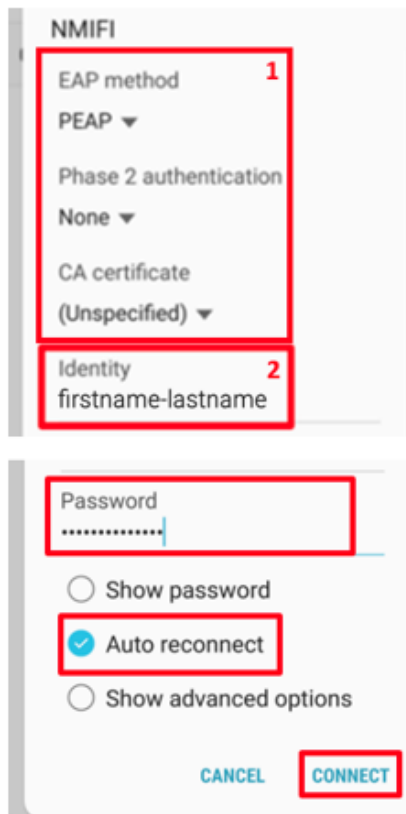 NMIFI
EAP method 1
PEAP
Phase 2 authentication
None
CA certificate
(Unspecified)
Identity 2
firstname-lastname
Password
••••••••••••••
Show password
Auto reconnect
Show advanced options
CANCEL CONNECT